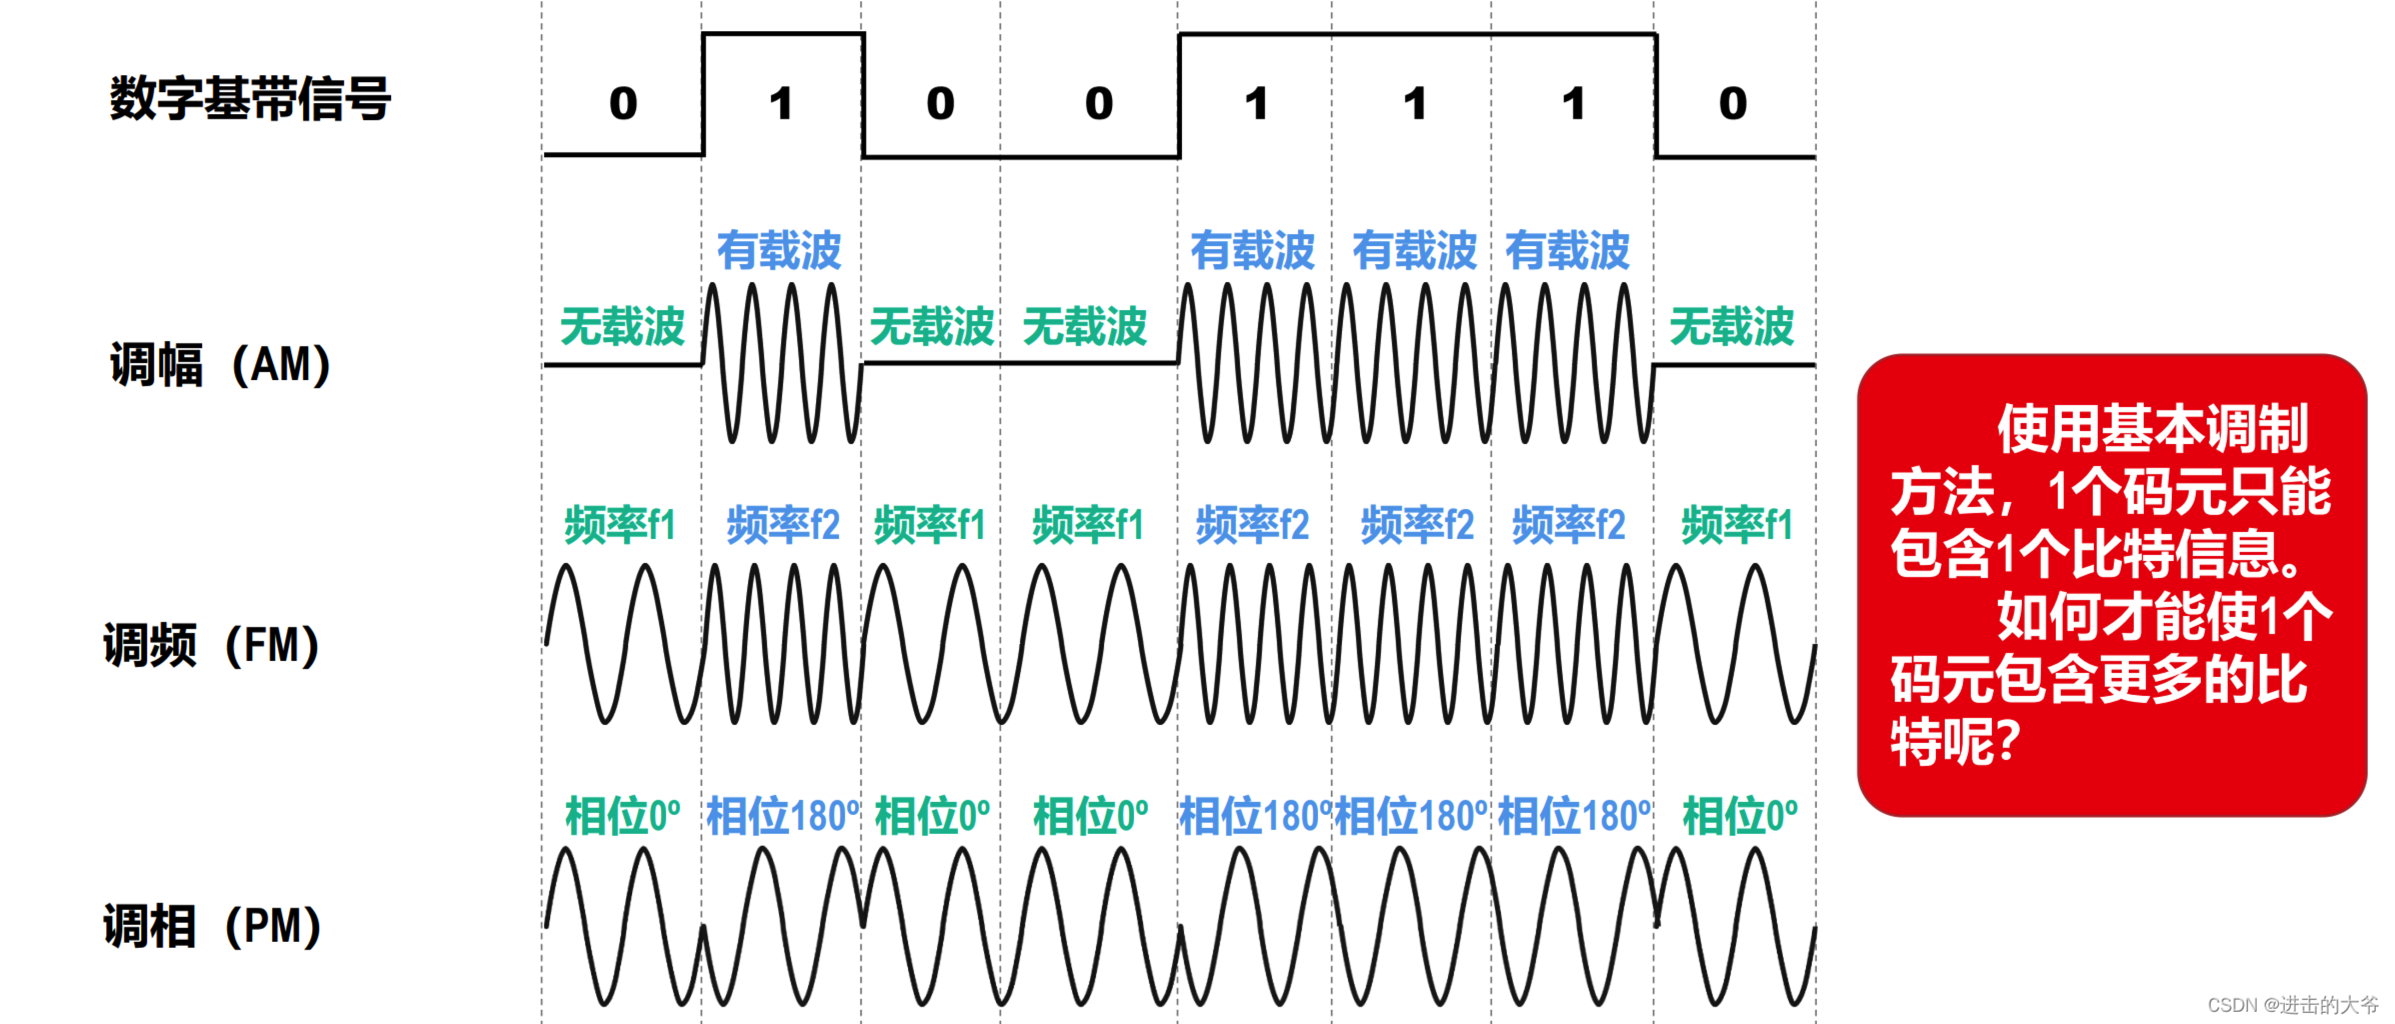 数字基带信号
0 1 0 0 1 1 1 0
有载波 有载波 有载波 有载波
无载波 无载波 无载波 无载波
调幅（AM）
频率f1 频率f2 频率f1 频率f1 频率f2 频率f2 频率f2 频率f1
调频（FM）
相位0º 相位180º 相位0º 相位0º 相位180º 相位180º 相位180º 相位0º
调相（PM）
使用基本调制
方法，1个码元只能
包含1个比特信息。
如何才能使1个
码元包含更多的比
特呢？
CSDN @进击的大爷